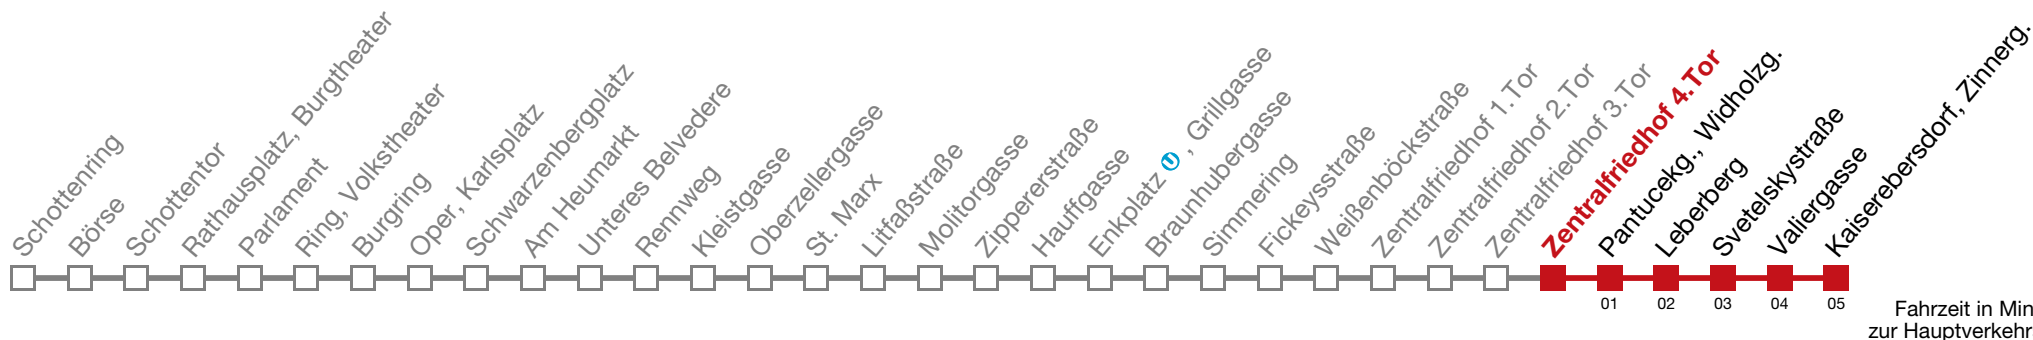 Schottenring
Börse
Schottentor
Rathausplatz, Burgtheater
Parlament
Ring, Volkstheater
Burgring
Oper, Karlsplatz
Schwarzenbergplatz
Am Heumarkt
Unteres Belvedere
Rennweg
Kleistgasse
Oberzellergasse
St. Marx
Litfaßstraße
Molitorgasse
Zippererstraße
Hauffgasse
Enkplatz U, Grillgasse
Braunhubergasse
Simmering
Fickeysstraße
Weißenböckstraße
Zentralfriedhof 1.Tor
Zentralfriedhof 2.Tor
Zentralfriedhof 3.Tor
Zentralfriedhof 4.Tor
Pantucekg., Widholzg.
Leberberg
Svetelskystraße
Valiergasse
Kaiserebersdorf, Zinnerg.
01 02 03 04 05
Fahrzeit in Min
zur Hauptverkehr